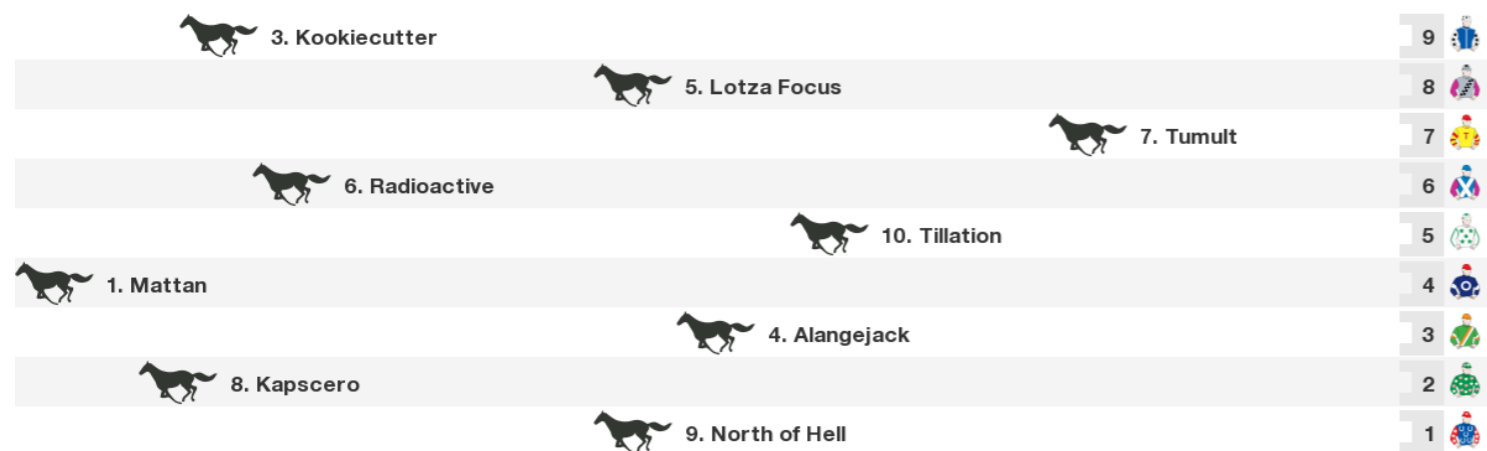 3. Kookiecutter 9
5. Lotza Focus 8
7. Tumult 7
6. Radioactive 6
10. Tillation 5
1. Mattan 4
4. Alangejack 3
8. Kapscero 2
9. North of Hell 1